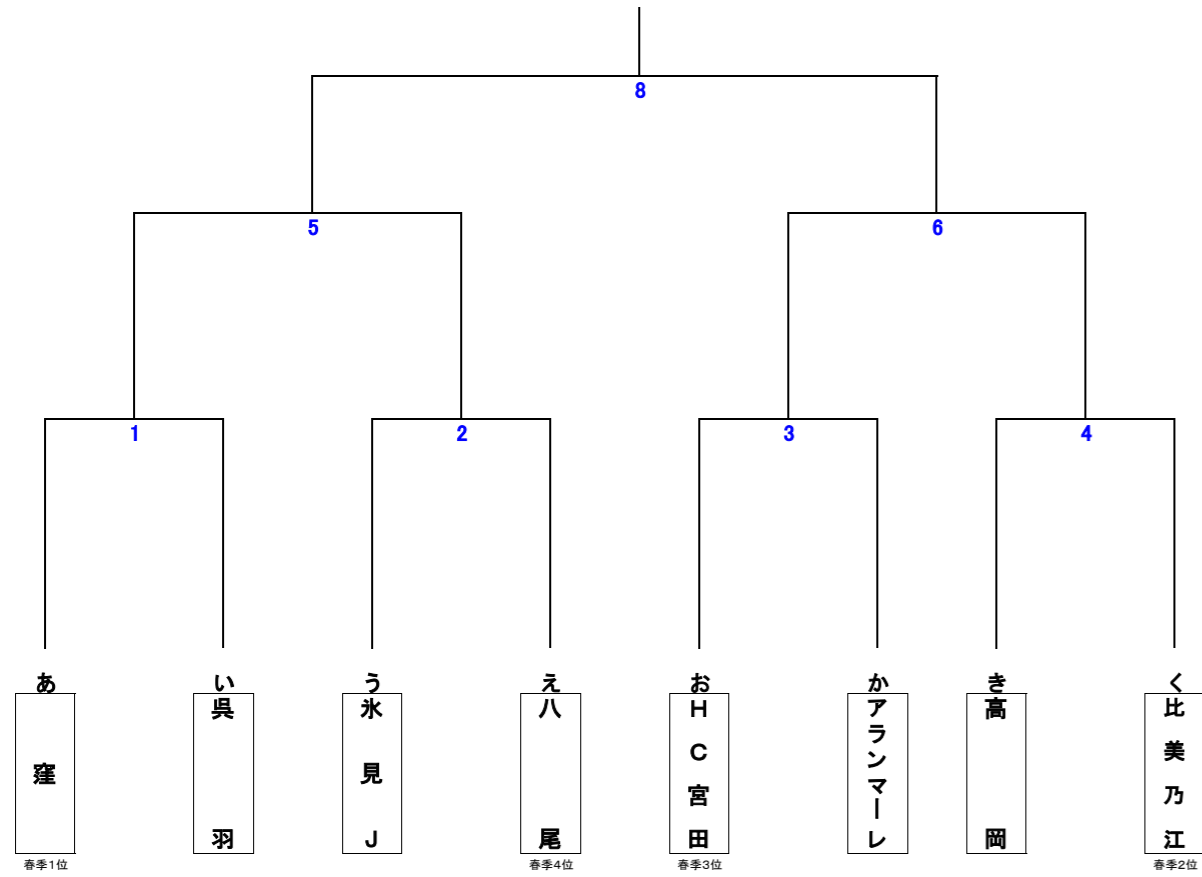 8
5
6
1
2
3
4
あ
い
う
え
お
か
き
く
窪
呉羽
氷見J
八尾
HC宮田
アランマーレ
高岡
比美乃江
春季1位
春季4位
春季3位
春季2位